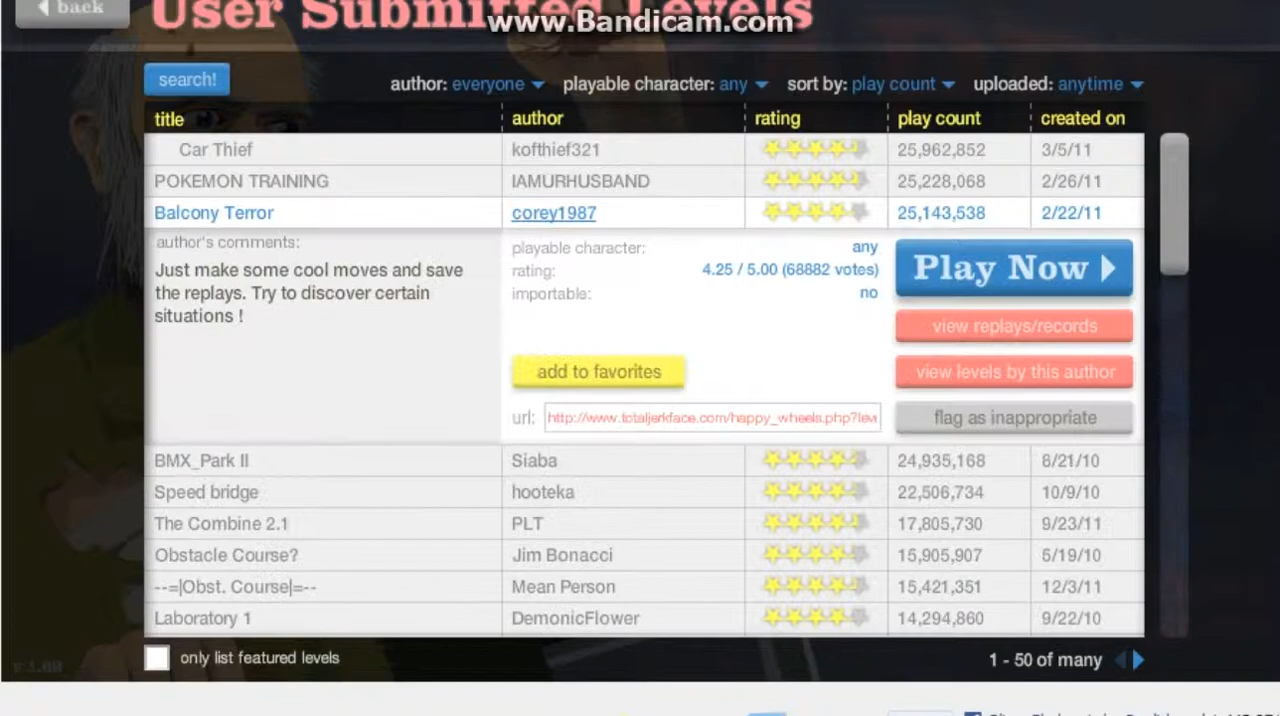 back
User Submitted Levels
www.Bandicam.com
search!
author: everyone playable character: any sort by: play count uploaded: anytime
title author rating play count created on
Car Thief kofthief321 25,962,852 3/5/11
POKEMON TRAINING IAMURHUSBAND 25,228,068 2/26/11
Balcony Terror corey1987 25,143,538 2/22/11
author's comments:
Just make some cool moves and save
the replays. Try to discover certain
situations !
playable character: any
rating: 4.25 / 5.00 (68882 votes)
importable: no
add to favorites
url: http://www.totaljerkface.com/happy_wheels.php?lev
Play Now
view replays/records
view levels by this author
flag as inappropriate
BMX_Park II Siaba 24,935,168 8/21/10
Speed bridge hooteka 22,506,734 10/9/10
The Combine 2.1 PLT 17,805,730 9/23/11
Obstacle Course? Jim Bonacci 15,905,907 6/19/10
--=|Obst. Course|=-- Mean Person 15,421,351 12/3/11
Laboratory 1 DemonicFlower 14,294,860 9/22/10
only list featured levels
1 - 50 of many